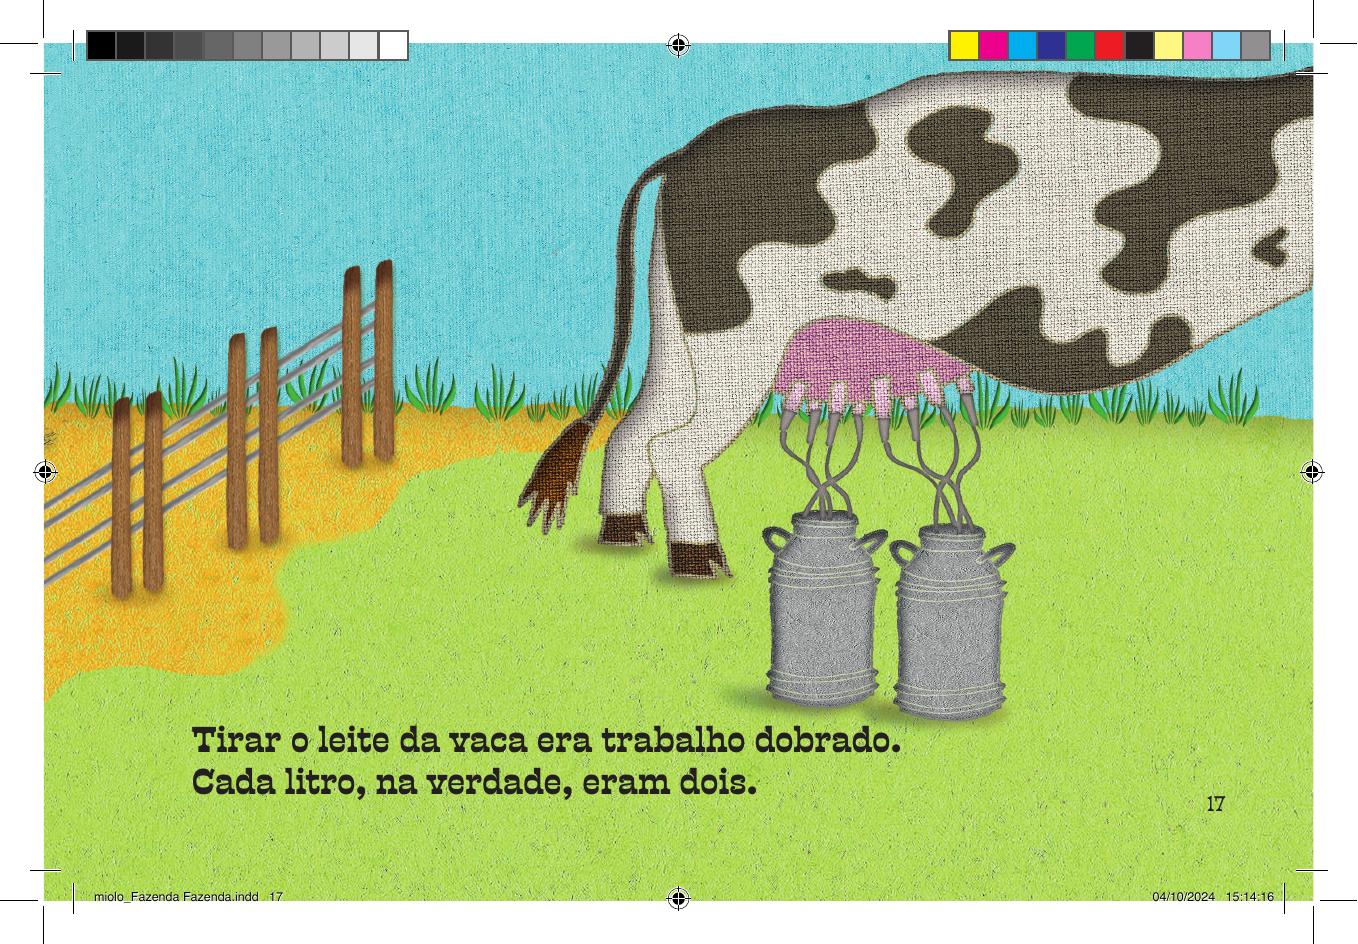 Tirar o leite da vaca era trabalho dobrado.
Cada litro, na verdade, eram dois.
17
miolo_Fazenda Fazenda.indd 17
04/10/2024 15:14:16